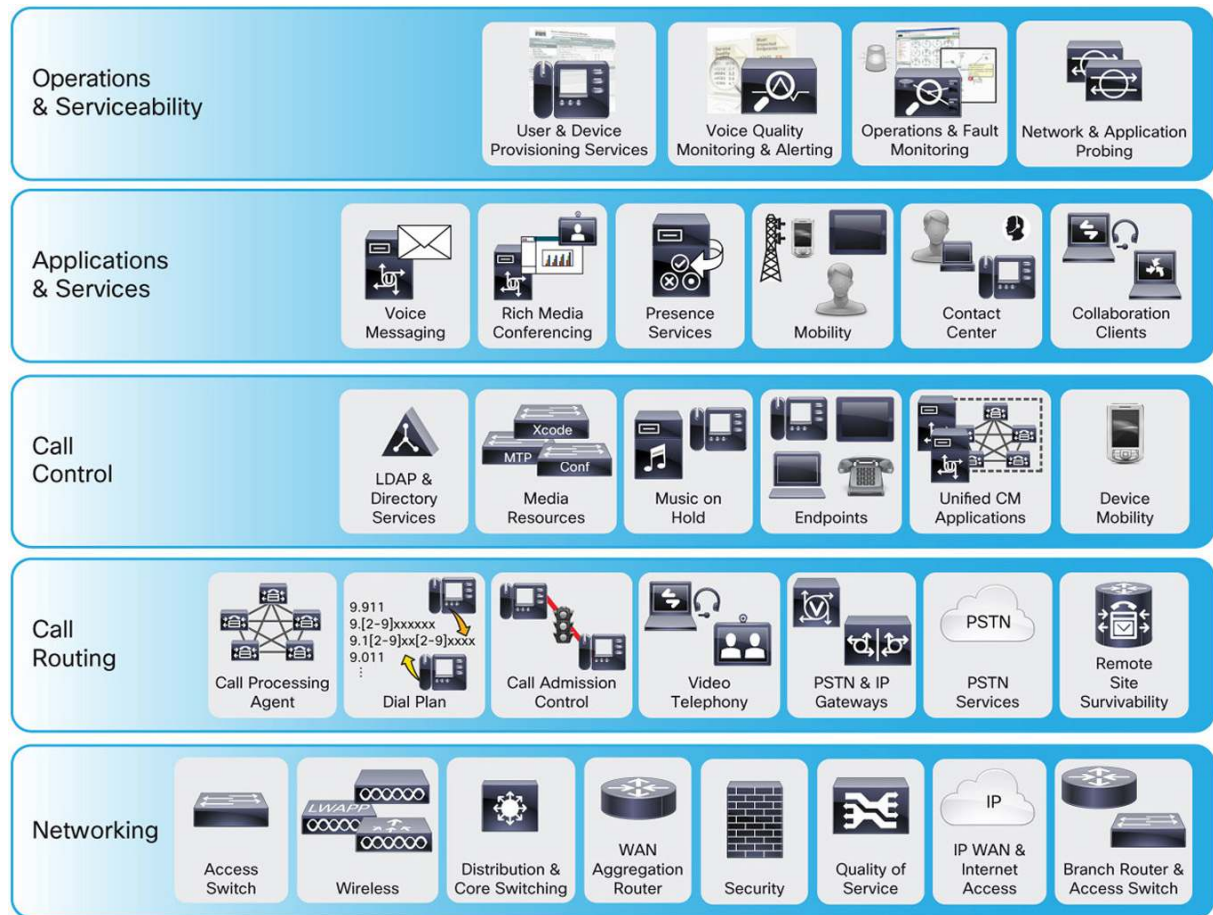 Operations
& Serviceability
User & Device
Provisioning Services
Voice Quality
Monitoring & Alerting
Operations & Fault
Monitoring
Network & Application
Probing
Applications
& Services
Voice
Messaging
Rich Media
Conferencing
Presence
Services
Mobility
Contact
Center
Collaboration
Clients
Call
Control
LDAP &
Directory
Services
Xcode
MTP
Conf
Media
Resources
Music on
Hold
Endpoints
Unified CM
Applications
Device
Mobility
Call
Routing
Call Processing
Agent
9.911
9.[2-9]xxxxxx
9.1[2-9]xx[2-9]xxxx
9.011
⋮
Dial Plan
Call Admission
Control
Video
Telephony
V
PSTN & IP
Gateways
PSTN
PSTN
Services
Remote
Site
Survivability
Networking
Access
Switch
LWAPP
Wireless
Distribution &
Core Switching
WAN
Aggregation
Router
Security
Quality of
Service
IP
IP WAN &
Internet
Access
Branch Router &
Access Switch